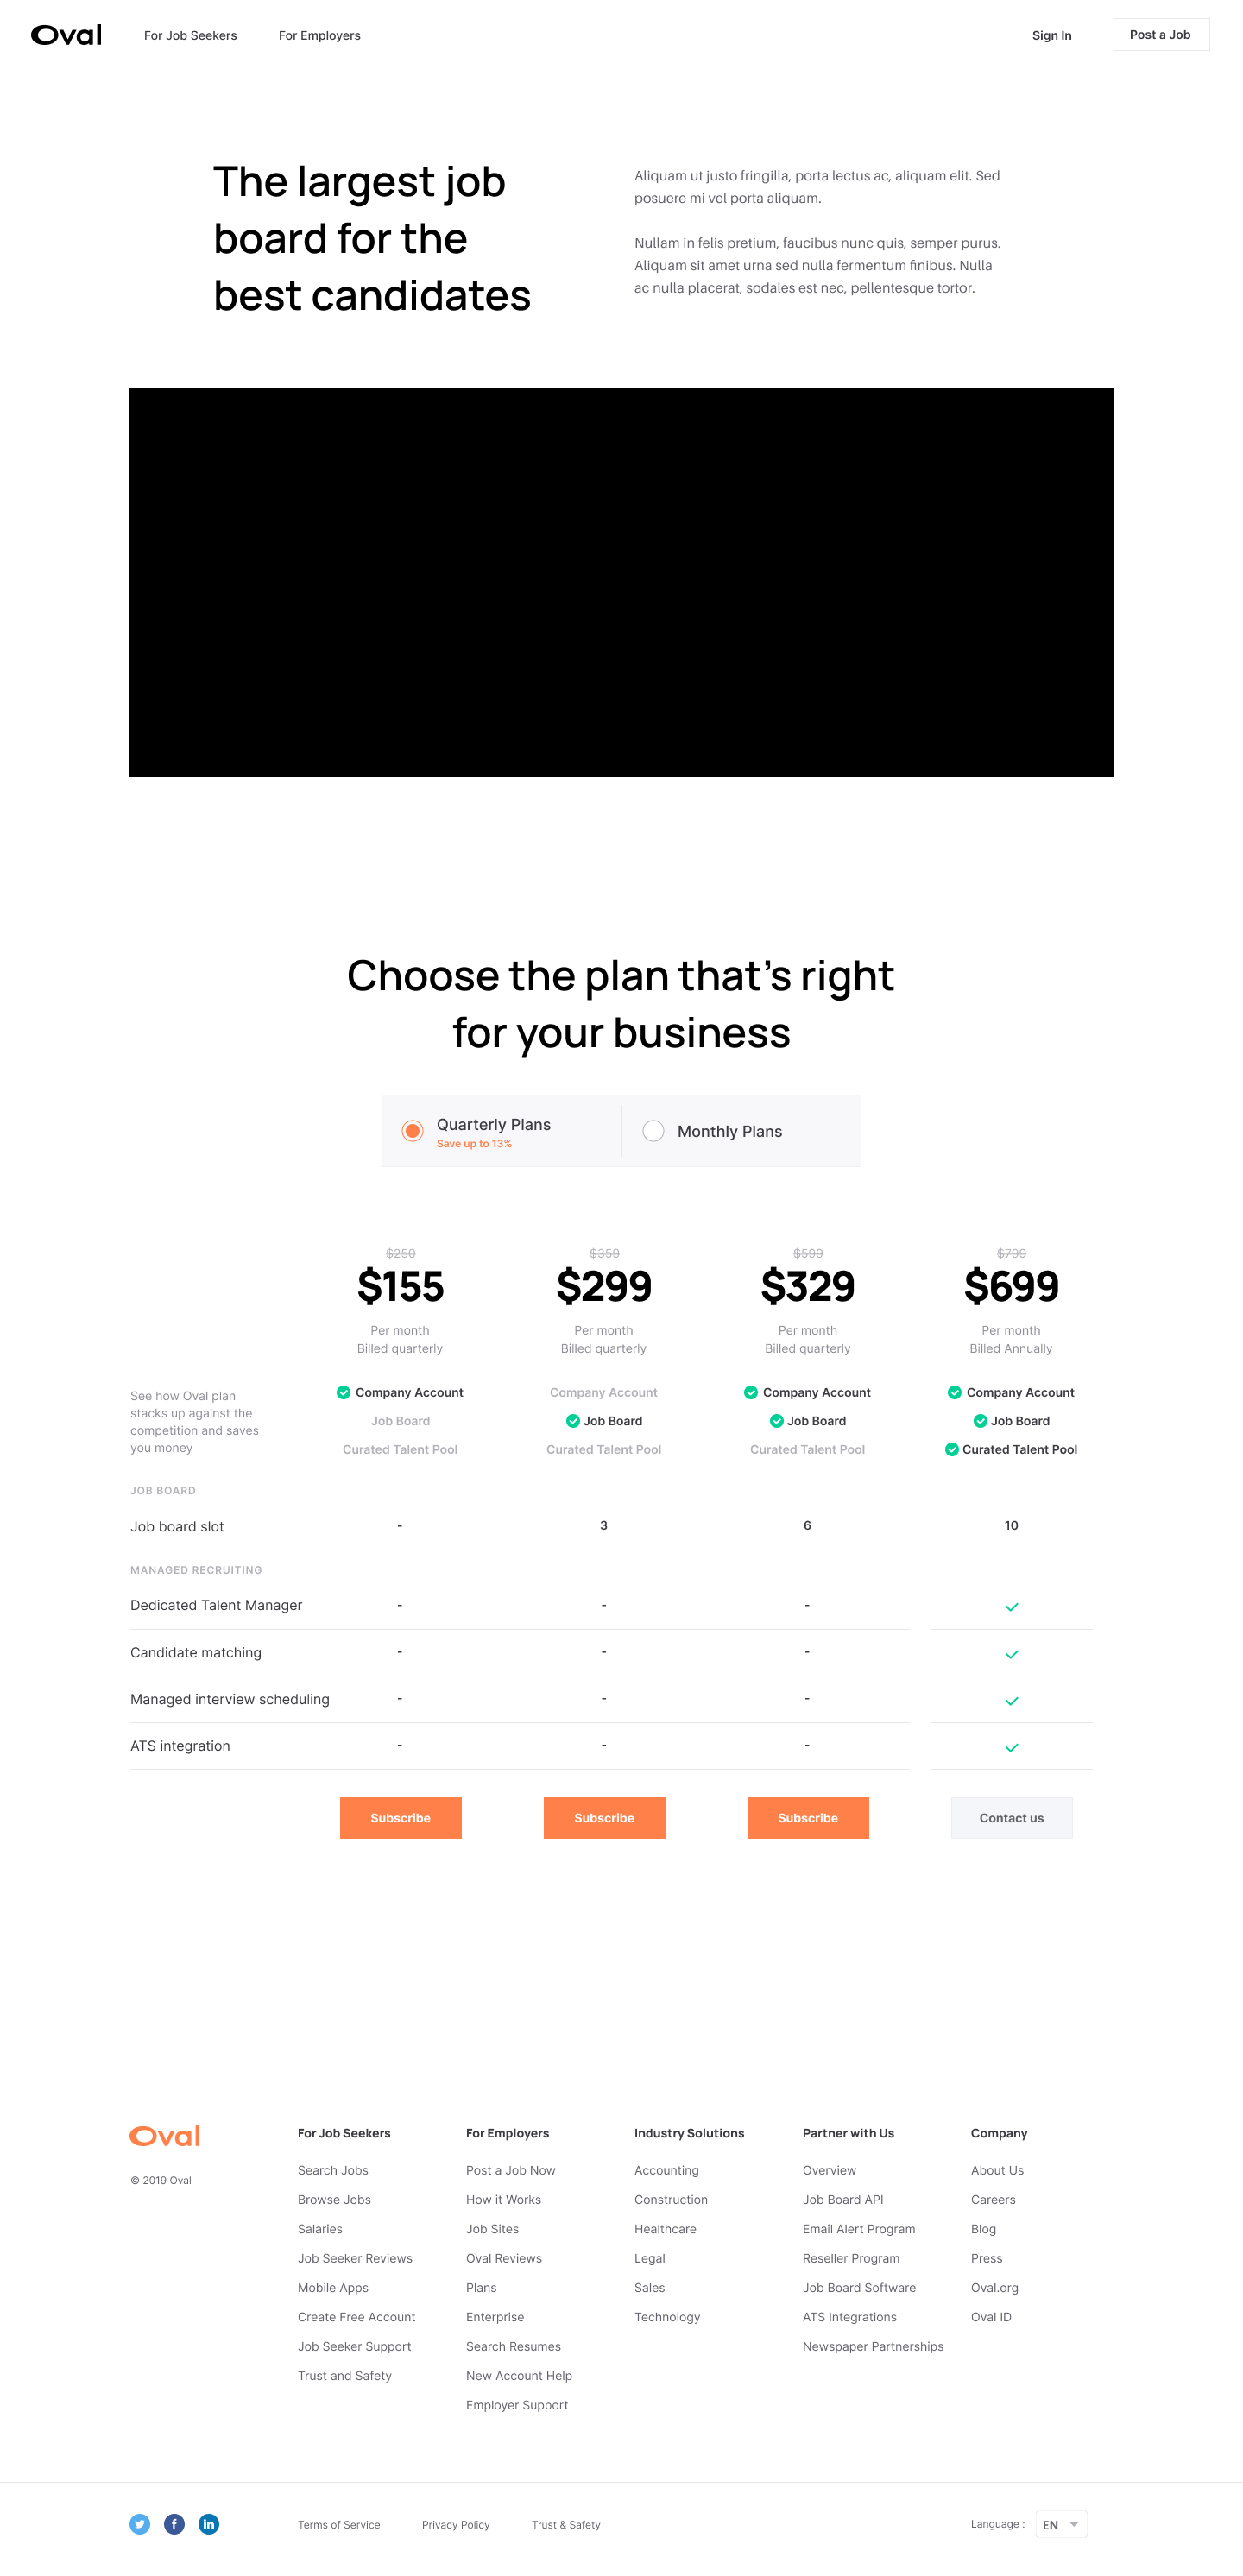 Oval
For Job Seekers
For Employers
Sign In
Post a Job
The largest job
board for the
best candidates
Aliquam ut justo fringilla, porta lectus ac, aliquam elit. Sed
posuere mi vel porta aliquam.
Nullam in felis pretium, faucibus nunc quis, semper purus.
Aliquam sit amet urna sed nulla fermentum finibus. Nulla
ac nulla placerat, sodales est nec, pellentesque tortor.
Choose the plan that's right
for your business
Quarterly Plans
Save up to 13%
Monthly Plans
$250
$359
$599
$799
$155
$299
$329
$699
Per month
Billed quarterly
Per month
Billed quarterly
Per month
Billed quarterly
Per month
Billed Annually
See how Oval plan
stacks up against the
competition and saves
you money
Company Account
Job Board
Curated Talent Pool
Company Account
Job Board
Curated Talent Pool
Company Account
Job Board
Curated Talent Pool
Company Account
Job Board
Curated Talent Pool
JOB BOARD
Job board slot - 3 6 10
MANAGED RECRUITING
Dedicated Talent Manager - - -
Candidate matching - - -
Managed interview scheduling - - -
ATS integration - - -
Subscribe
Subscribe
Subscribe
Contact us
Oval
© 2019 Oval
For Job Seekers
Search Jobs
Browse Jobs
Salaries
Job Seeker Reviews
Mobile Apps
Create Free Account
Job Seeker Support
Trust and Safety
For Employers
Post a Job Now
How it Works
Job Sites
Oval Reviews
Plans
Enterprise
Search Resumes
New Account Help
Employer Support
Industry Solutions
Accounting
Construction
Healthcare
Legal
Sales
Technology
Partner with Us
Overview
Job Board API
Email Alert Program
Reseller Program
Job Board Software
ATS Integrations
Newspaper Partnerships
Company
About Us
Careers
Blog
Press
Oval.org
Oval ID
Terms of Service
Privacy Policy
Trust & Safety
Language :
EN